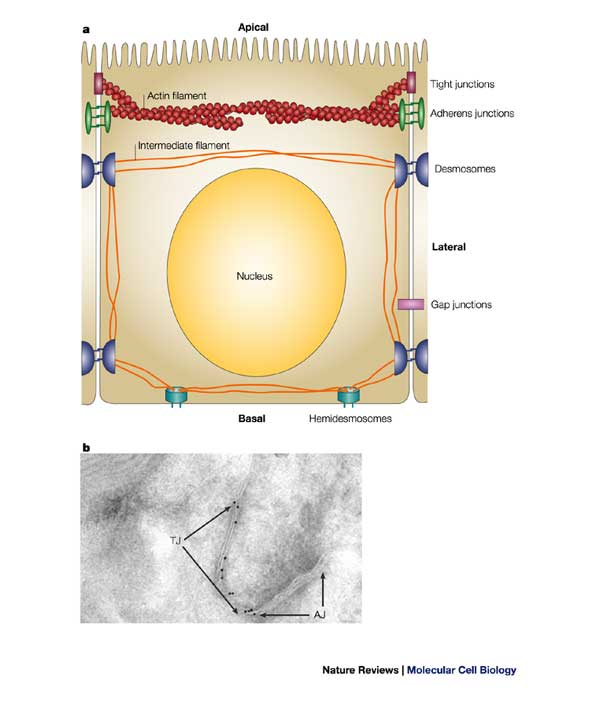 a
Apical
Tight junctions
Actin filament
Adherens junctions
Intermediate filament
Desmosomes
Lateral
Nucleus
Gap junctions
Basal
Hemidesmosomes
b
TJ
AJ
Nature Reviews | Molecular Cell Biology